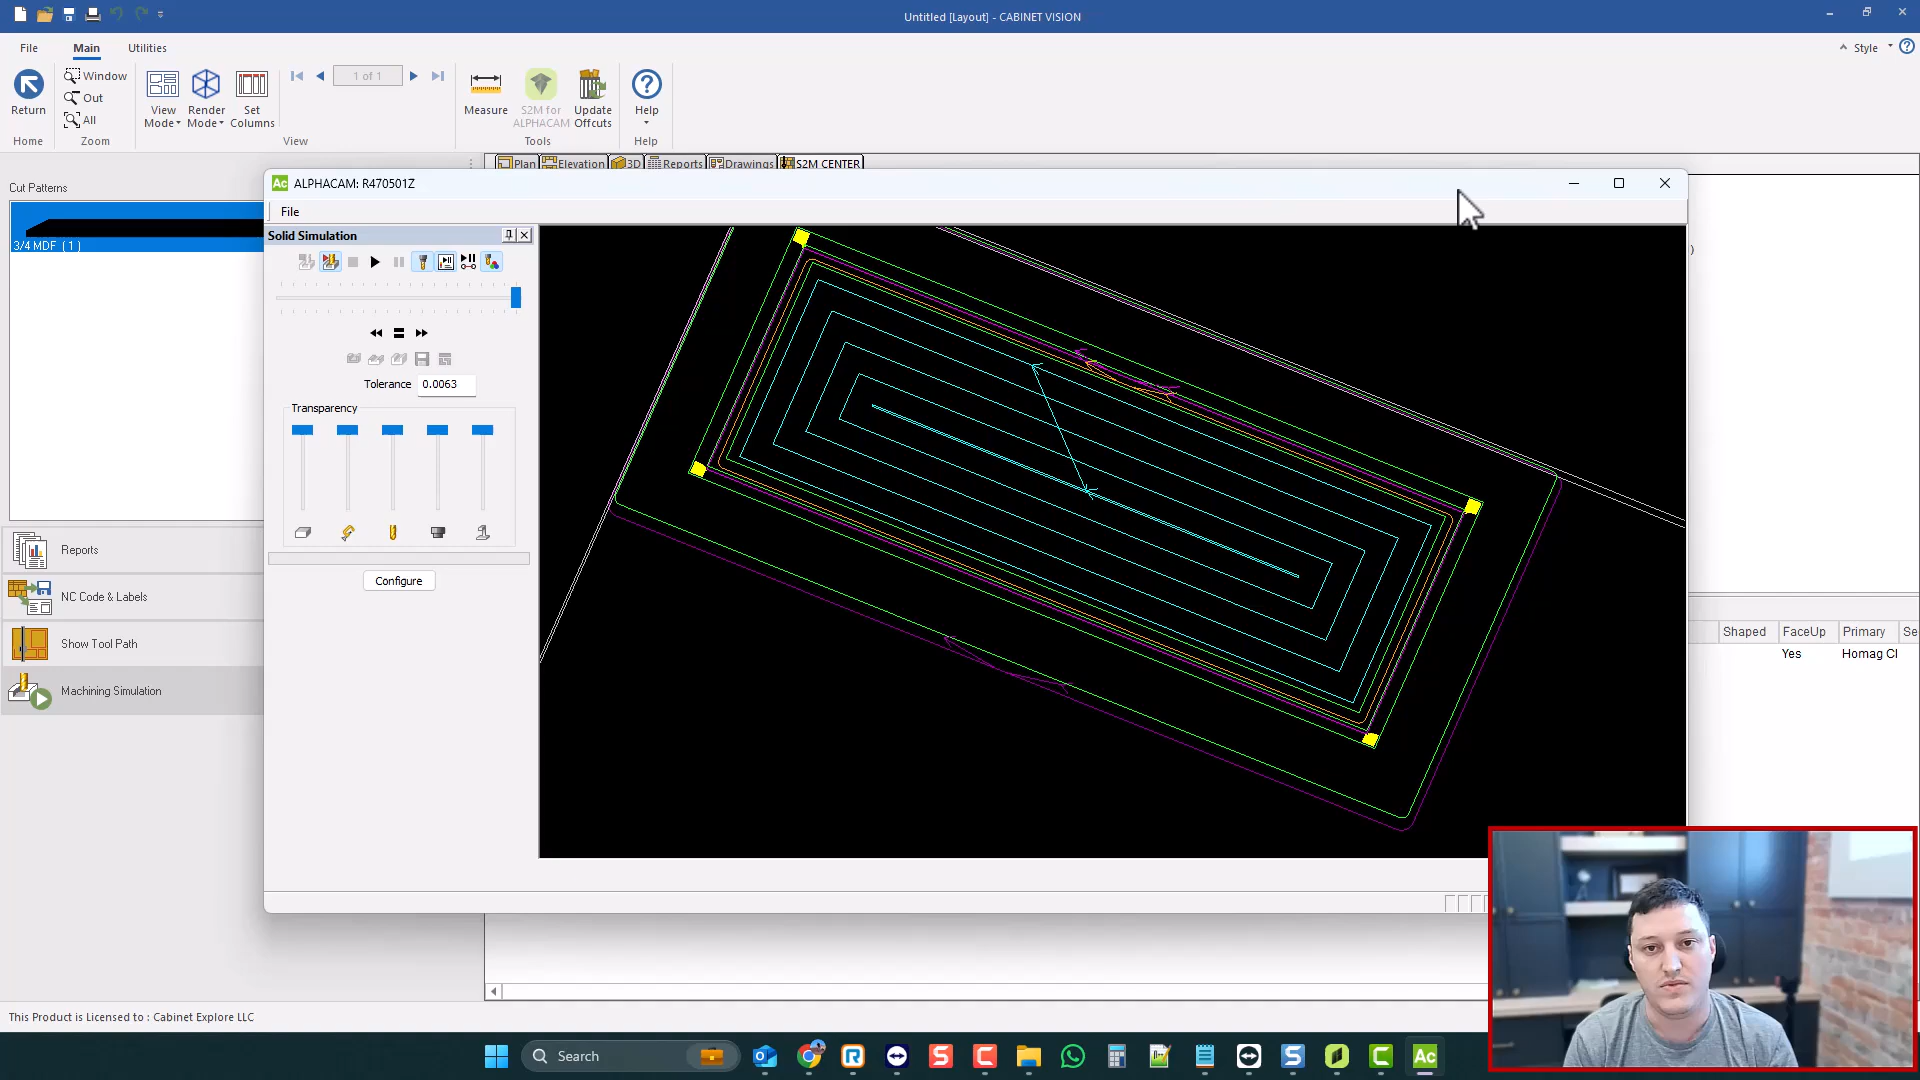 Untitled [Layout] - CABINET VISION
File
Main
Utilities
Style
Return
Window
Out
All
View Mode
Render Mode
Set Columns
1 of 1
Measure
S2M for ALPHACAM
Update Offcuts
Help
Home
Zoom
View
Tools
Help
Plan
Elevation
3D
Reports
Drawings
S2M CENTER
Cut Patterns
3/4 MDF ( 1 )
ALPHACAM: R470501Z
File
Solid Simulation
Tolerance
0.0063
Transparency
Configure
Reports
NC Code & Labels
Show Tool Path
Machining Simulation
Shaped
FaceUp
Primary
Se
Yes
Homag CI
)
This Product is Licensed to : Cabinet Explore LLC
Search
Ac